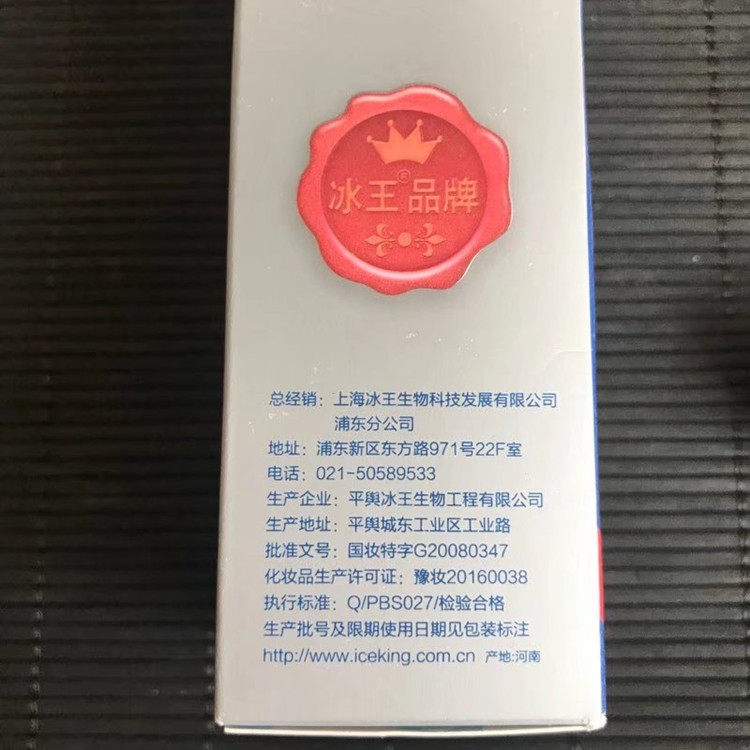 冰王®品牌
总经销：上海冰王生物科技发展有限公司
浦东分公司
地址：浦东新区东方路971号22F室
电话：021-50589533
生产企业：平舆冰王生物工程有限公司
生产地址：平舆城东工业区工业路
批准文号：国妆特字G20080347
化妆品生产许可证：豫妆20160038
执行标准：Q/PBS027/检验合格
生产批号及限期使用日期见包装标注
http://www.iceking.com.cn 产地:河南